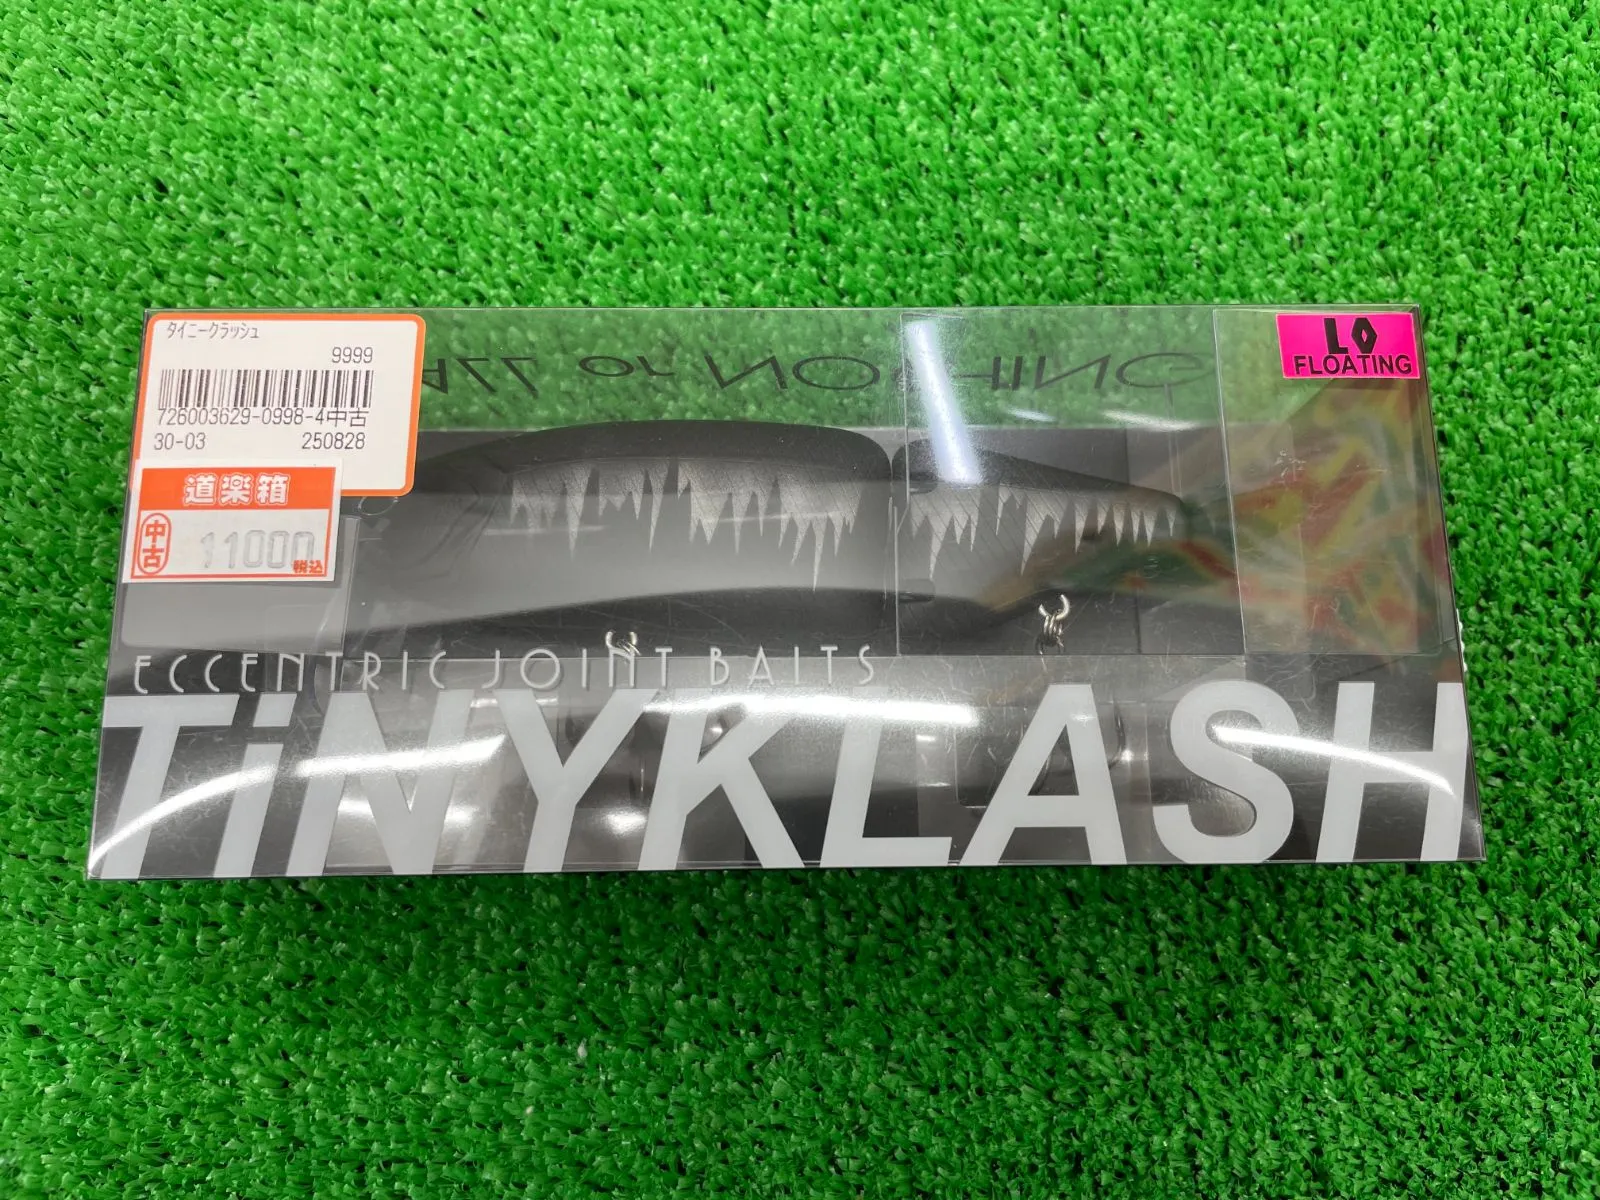 タイニークラッシュ
9999
726003629-0998-4中古
30-03 250828
道楽箱
中古
11000
税込
ALL or NOTHING
LO
FLOATING
ECCENTRIC JOINT BAITS
TiNYKLASH